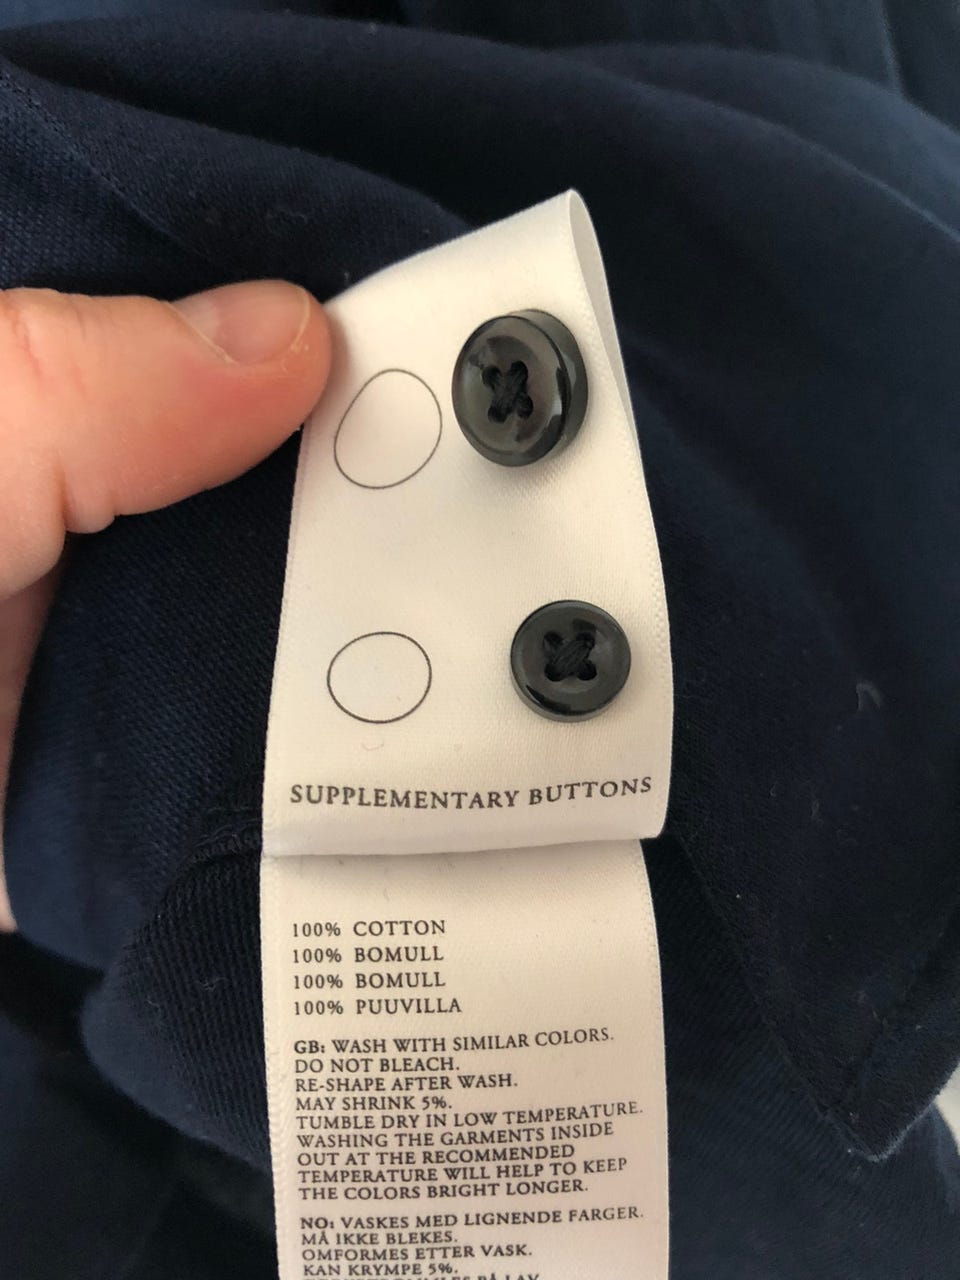 SUPPLEMENTARY BUTTONS
100% COTTON
100% BOMULL
100% BOMULL
100% PUUVILLA
GB: WASH WITH SIMILAR COLORS.
DO NOT BLEACH.
RE-SHAPE AFTER WASH.
MAY SHRINK 5%.
TUMBLE DRY IN LOW TEMPERATURE.
WASHING THE GARMENTS INSIDE
OUT AT THE RECOMMENDED
TEMPERATURE WILL HELP TO KEEP
THE COLORS BRIGHT LONGER.
NO: VASKES MED LIGNENDE FARGER.
MÅ IKKE BLEKES.
OMFORMES ETTER VASK.
KAN KRYMPE 5%.